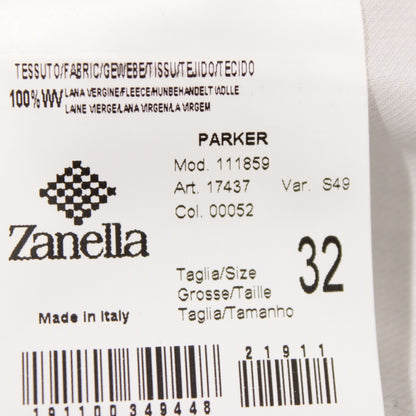 TESSUTO/FABRIC/GEWEBE/TISSU/TEJIDO/TECIDO
100% WV LANA VERGINE/FLEECE/UNBEHANDELT WOLLE
LAINE VIERGE/LANA VIRGEN/LA VIRGEM
PARKER
Mod. 111859
Art. 17437 Var. S49
Col. 00052
Zanella
Taglia/Size
Grosse/Taille
Taglia/Tamanho
32
Made in Italy
21911
191100349448